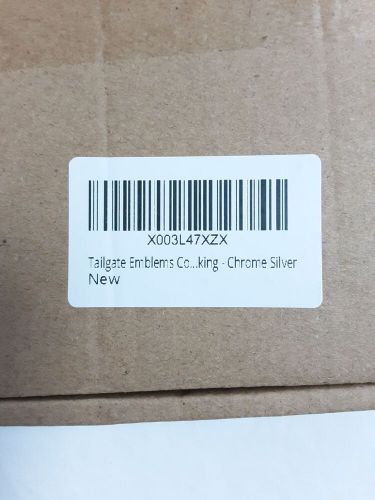 X003L47XZX
Tailgate Emblems Co...king - Chrome Silver
New